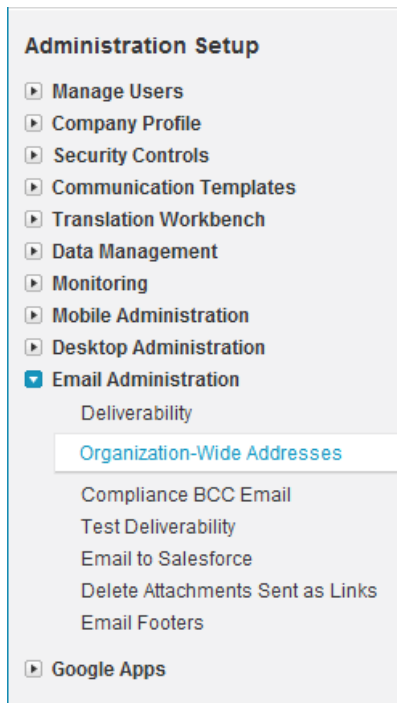 Administration Setup
Manage Users
Company Profile
Security Controls
Communication Templates
Translation Workbench
Data Management
Monitoring
Mobile Administration
Desktop Administration
Email Administration
Deliverability
Organization-Wide Addresses
Compliance BCC Email
Test Deliverability
Email to Salesforce
Delete Attachments Sent as Links
Email Footers
Google Apps